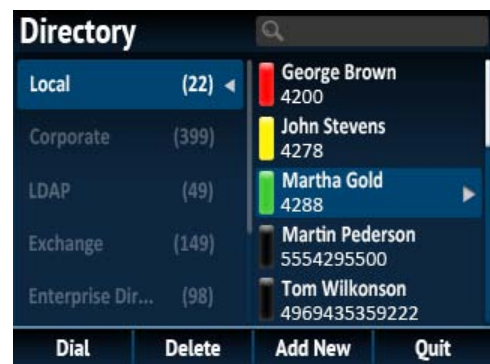 Directory
Local (22)
Corporate (399)
LDAP (49)
Exchange (149)
Enterprise Dir... (98)
George Brown
4200
John Stevens
4278
Martha Gold
4288
Martin Pederson
5554295500
Tom Wilkonson
4969435359222
Dial Delete Add New Quit